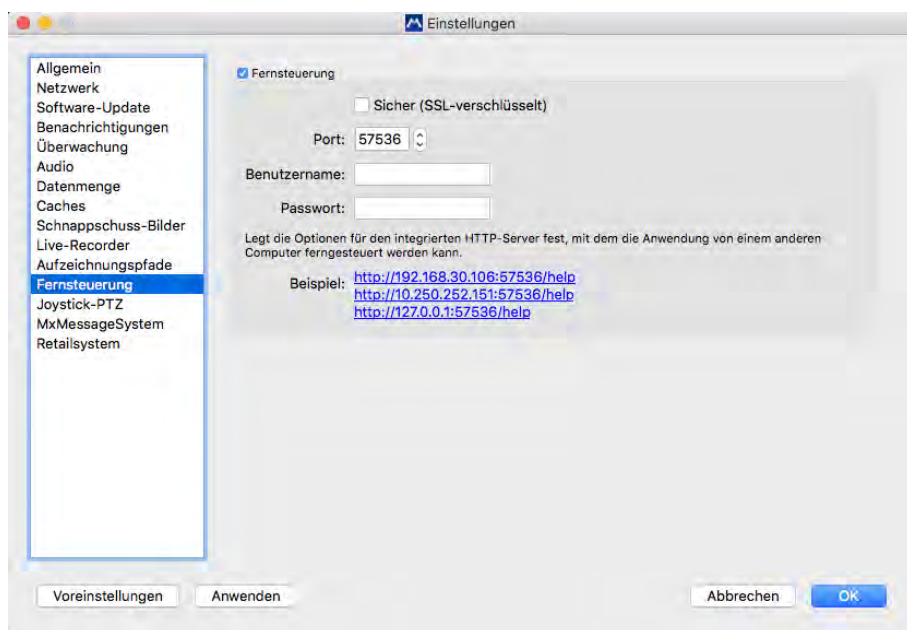 Einstellungen
Allgemein
Netzwerk
Software-Update
Benachrichtigungen
Überwachung
Audio
Datenmenge
Caches
Schnappschuss-Bilder
Live-Recorder
Aufzeichnungspfade
Fernsteuerung
Joystick-PTZ
MxMessageSystem
Retailsystem
Fernsteuerung
Sicher (SSL-verschlüsselt)
Port: 57536
Benutzername:
Passwort:
Legt die Optionen für den integrierten HTTP-Server fest, mit dem die Anwendung von einem anderen
Computer ferngesteuert werden kann.
Beispiel: http://192.168.30.106:57536/help
http://10.250.252.151:57536/help
http://127.0.0.1:57536/help
Voreinstellungen
Anwenden
Abbrechen
OK